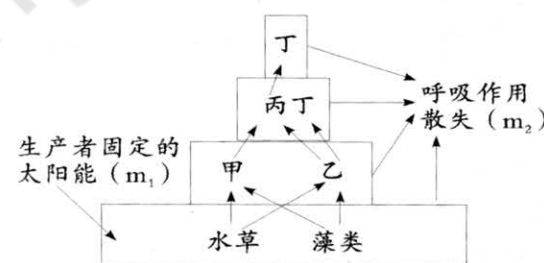 丁
丙丁
呼吸作用
散失(m₂)
生产者固定的
太阳能(m₁)
甲
乙
水草
藻类